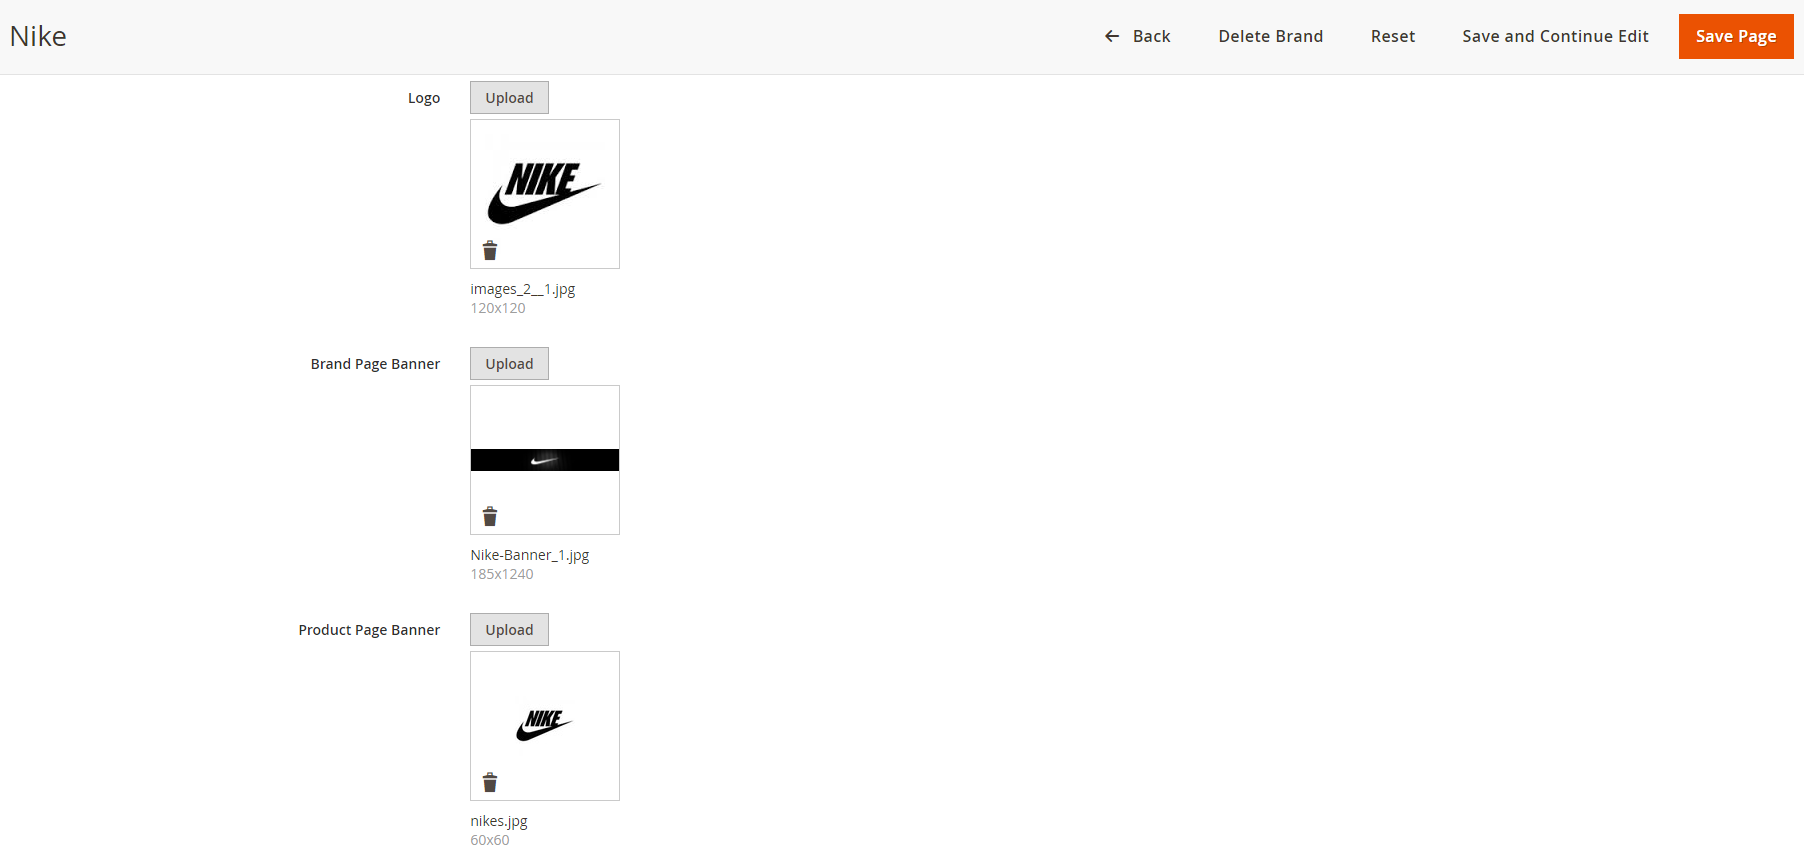 Nike
Back
Delete Brand
Reset
Save and Continue Edit
Save Page
Logo
Upload
NIKE
images_2__1.jpg
120x120
Brand Page Banner
Upload
Nike-Banner_1.jpg
185x1240
Product Page Banner
Upload
NIKE
nikes.jpg
60x60